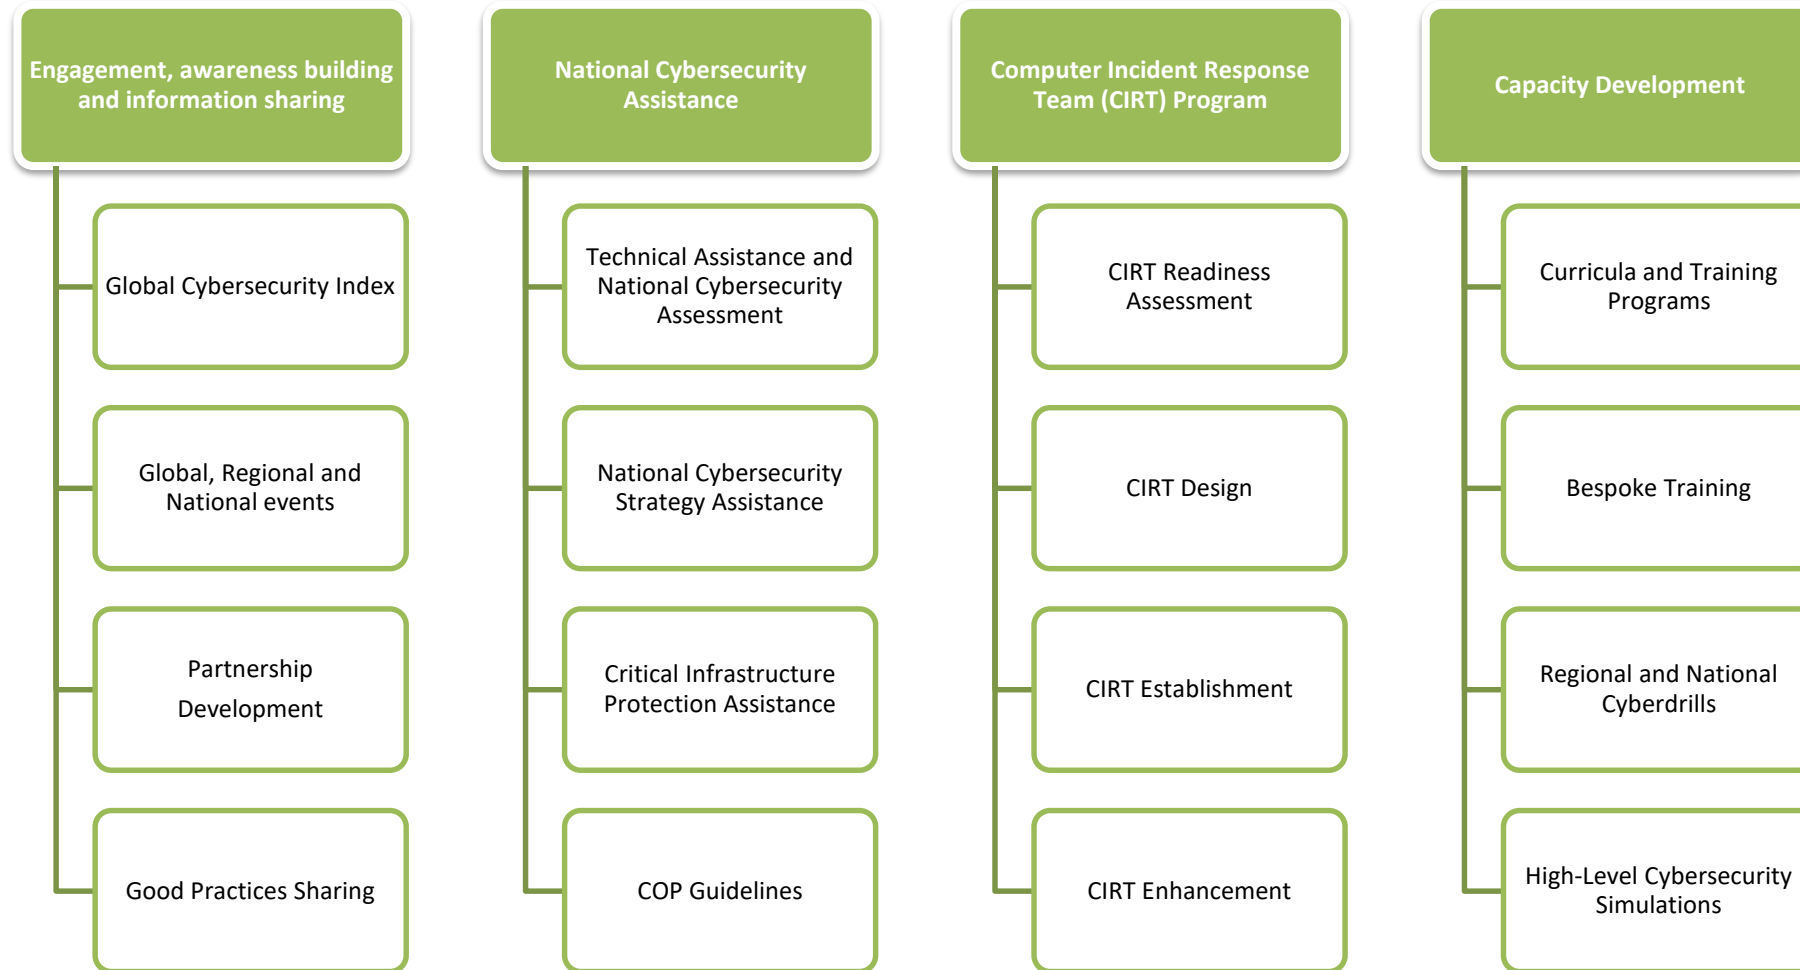 Engagement, awareness building
and information sharing
Global Cybersecurity Index
Global, Regional and
National events
Partnership
Development
Good Practices Sharing
National Cybersecurity
Assistance
Technical Assistance and
National Cybersecurity
Assessment
National Cybersecurity
Strategy Assistance
Critical Infrastructure
Protection Assistance
COP Guidelines
Computer Incident Response
Team (CIRT) Program
CIRT Readiness
Assessment
CIRT Design
CIRT Establishment
CIRT Enhancement
Capacity Development
Curricula and Training
Programs
Bespoke Training
Regional and National
Cyberdrills
High-Level Cybersecurity
Simulations